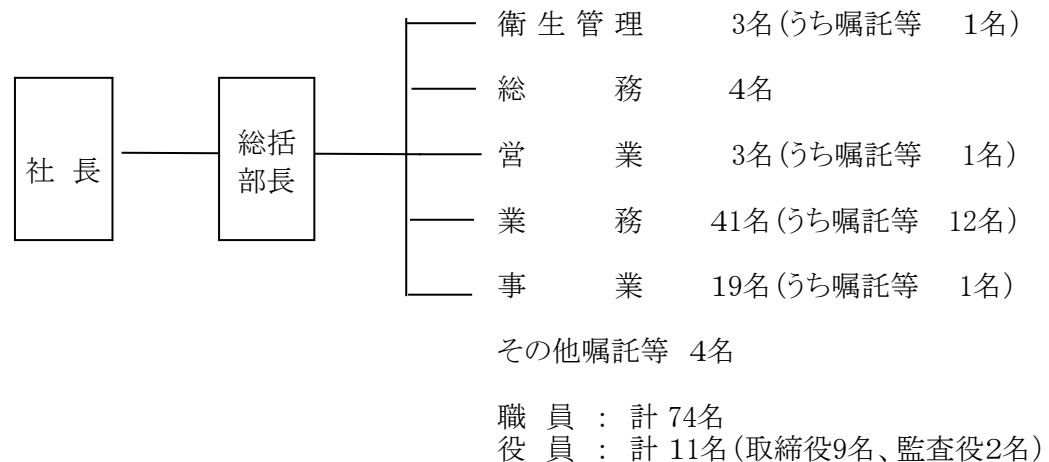 衛生管理 3名(うち嘱託等 1名)
総務 4名
社長
総括
部長
営業 3名(うち嘱託等 1名)
業務 41名(うち嘱託等 12名)
事業 19名(うち嘱託等 1名)
その他嘱託等 4名
職員 : 計 74名
役員 : 計 11名(取締役9名、監査役2名)